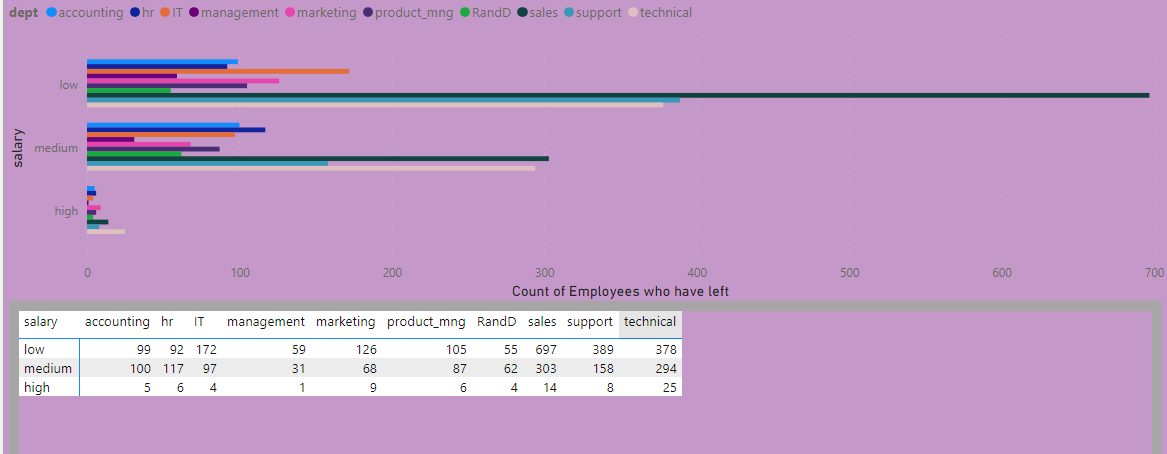 dept accounting hr IT management marketing product_mng RandD sales support technical
salary
low
medium
high
0 100 200 300 400 500 600 700
Count of Employees who have left
salary accounting hr IT management marketing product_mng RandD sales support technical
low 99 92 172 59 126 105 55 697 389 378
medium 100 117 97 31 68 87 62 303 158 294
high 5 6 4 1 9 6 4 14 8 25